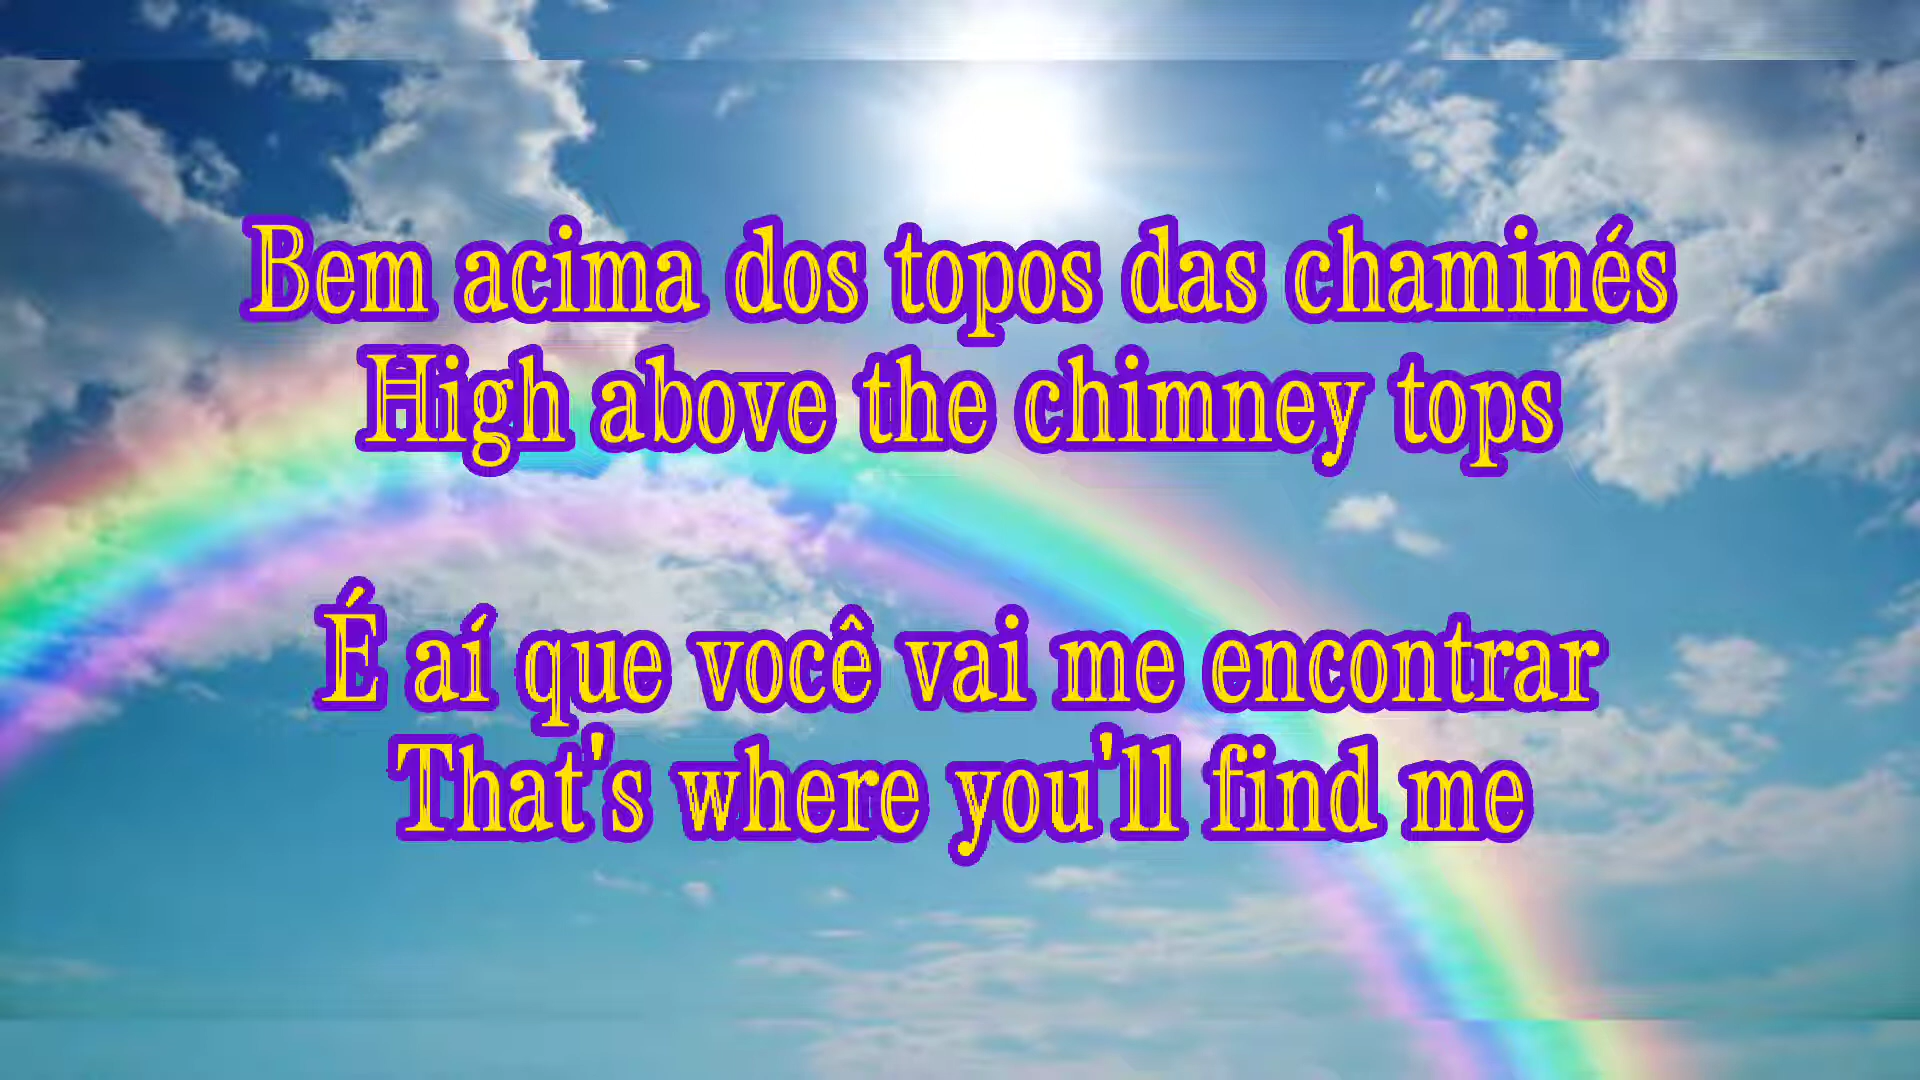 Bem acima dos topos das chaminés
High above the chimney tops
É aí que você vai me encontrar
That's where you'll find me